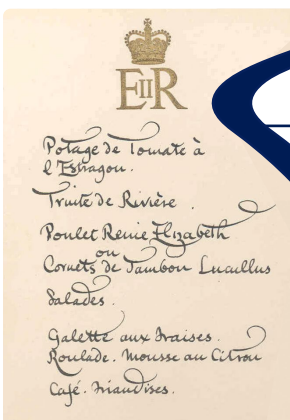 EIIR
Potage de Tomate à
l'Estragon.
Truite de Rivière.
Poulet Reine Elizabeth
ou
Cornets de Jambon Lucullus
Salades.
Galette aux Fraises.
Roulade. Mousse au Citron
Café. Friandises.